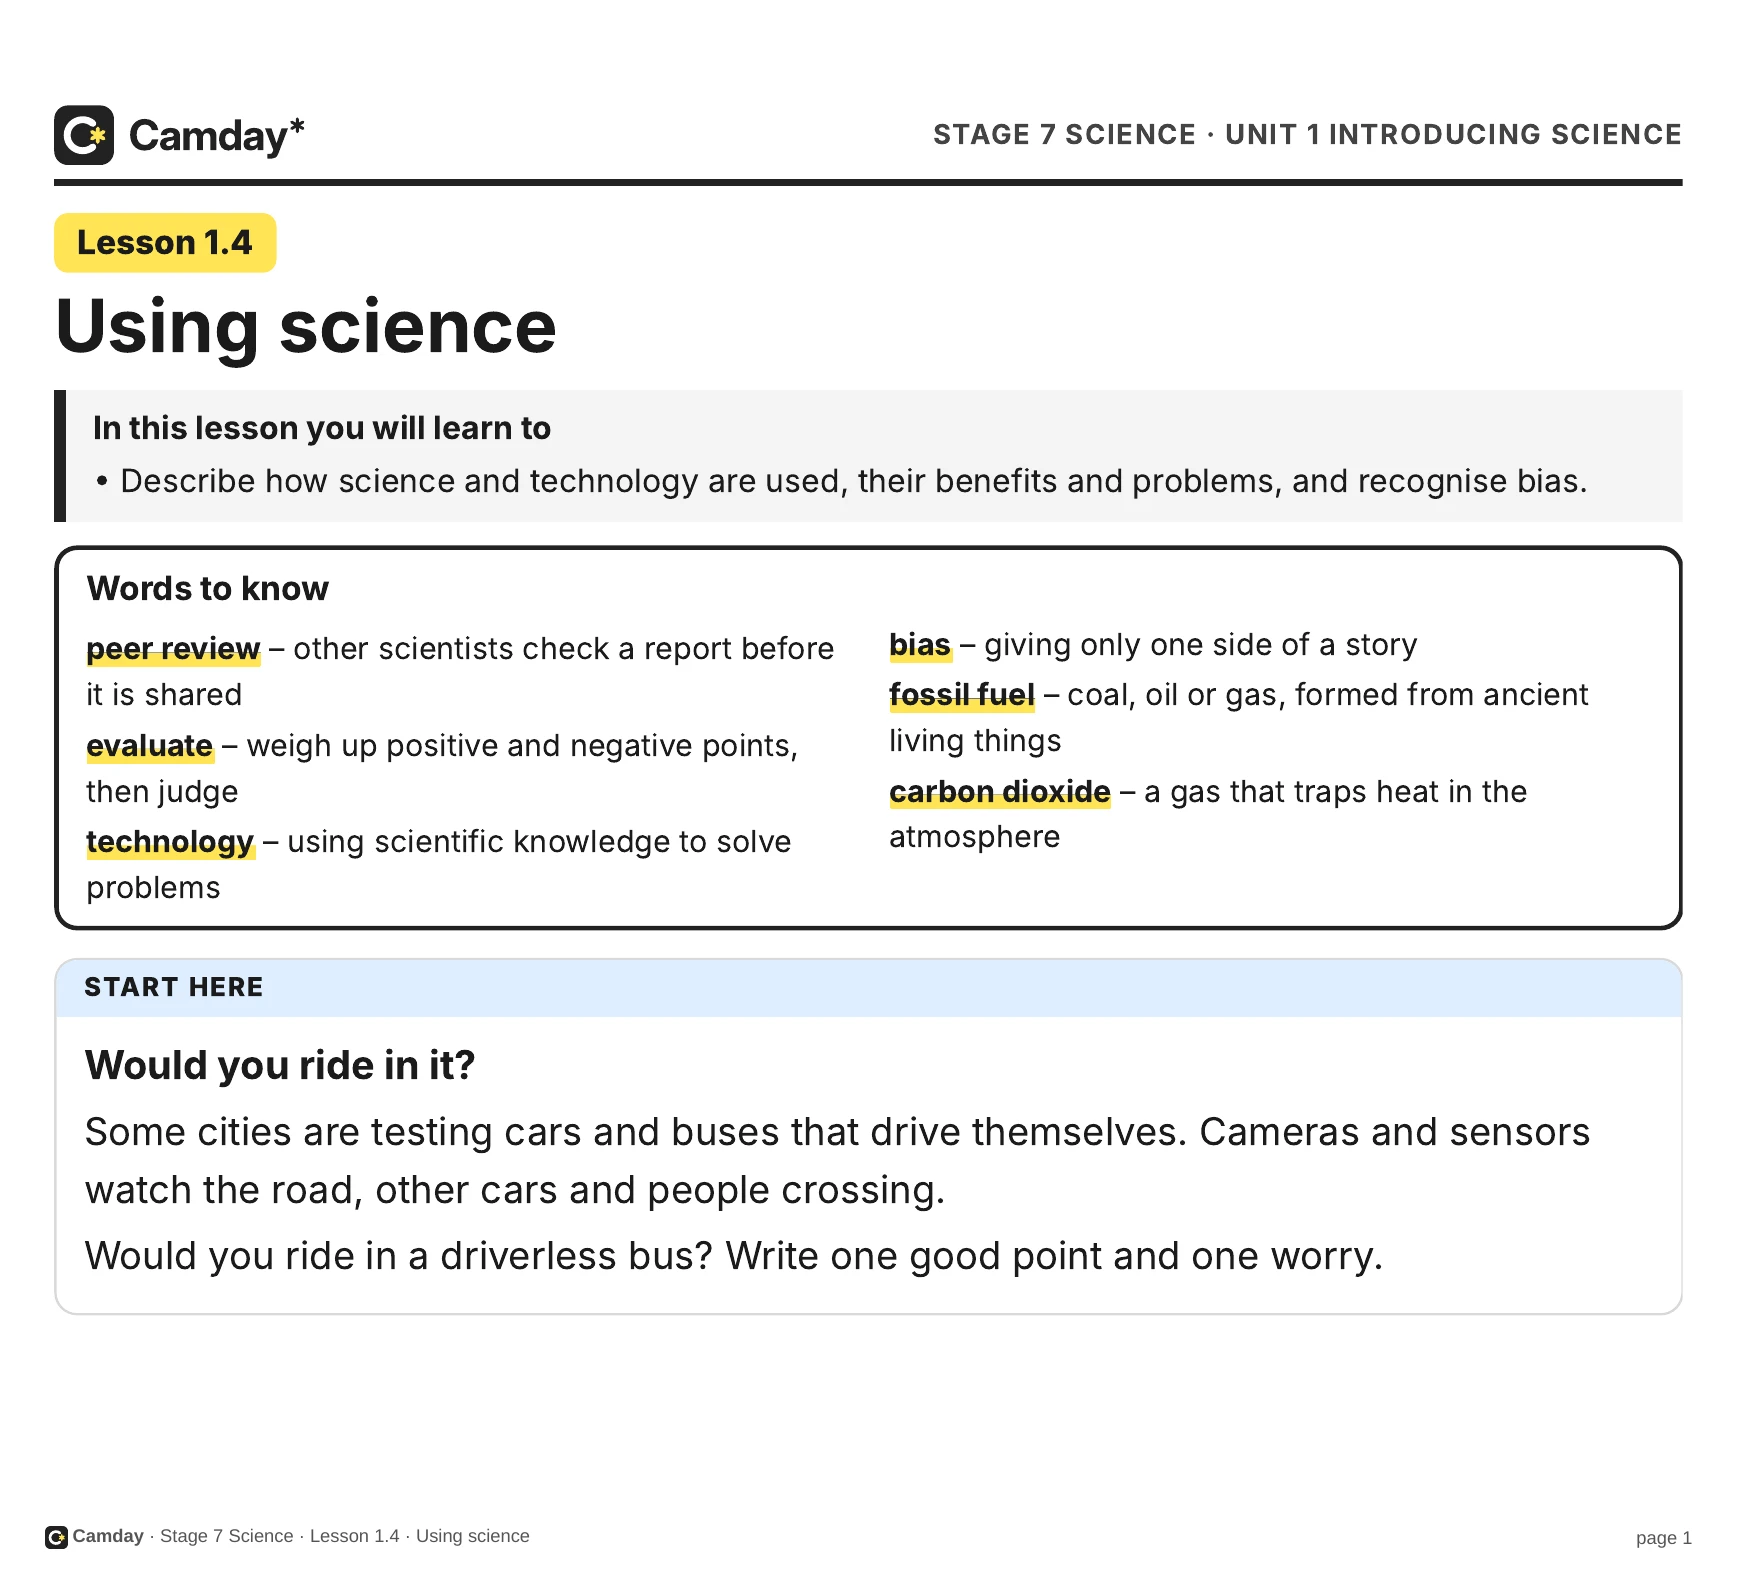 Camday*
STAGE 7 SCIENCE · UNIT 1 INTRODUCING SCIENCE
Lesson 1.4
Using science
In this lesson you will learn to
• Describe how science and technology are used, their benefits and problems, and recognise bias.
Words to know
peer review – other scientists check a report before
it is shared
evaluate – weigh up positive and negative points,
then judge
technology – using scientific knowledge to solve
problems
bias – giving only one side of a story
fossil fuel – coal, oil or gas, formed from ancient
living things
carbon dioxide – a gas that traps heat in the
atmosphere
START HERE
Would you ride in it?
Some cities are testing cars and buses that drive themselves. Cameras and sensors
watch the road, other cars and people crossing.
Would you ride in a driverless bus? Write one good point and one worry.
Camday · Stage 7 Science · Lesson 1.4 · Using science
page 1